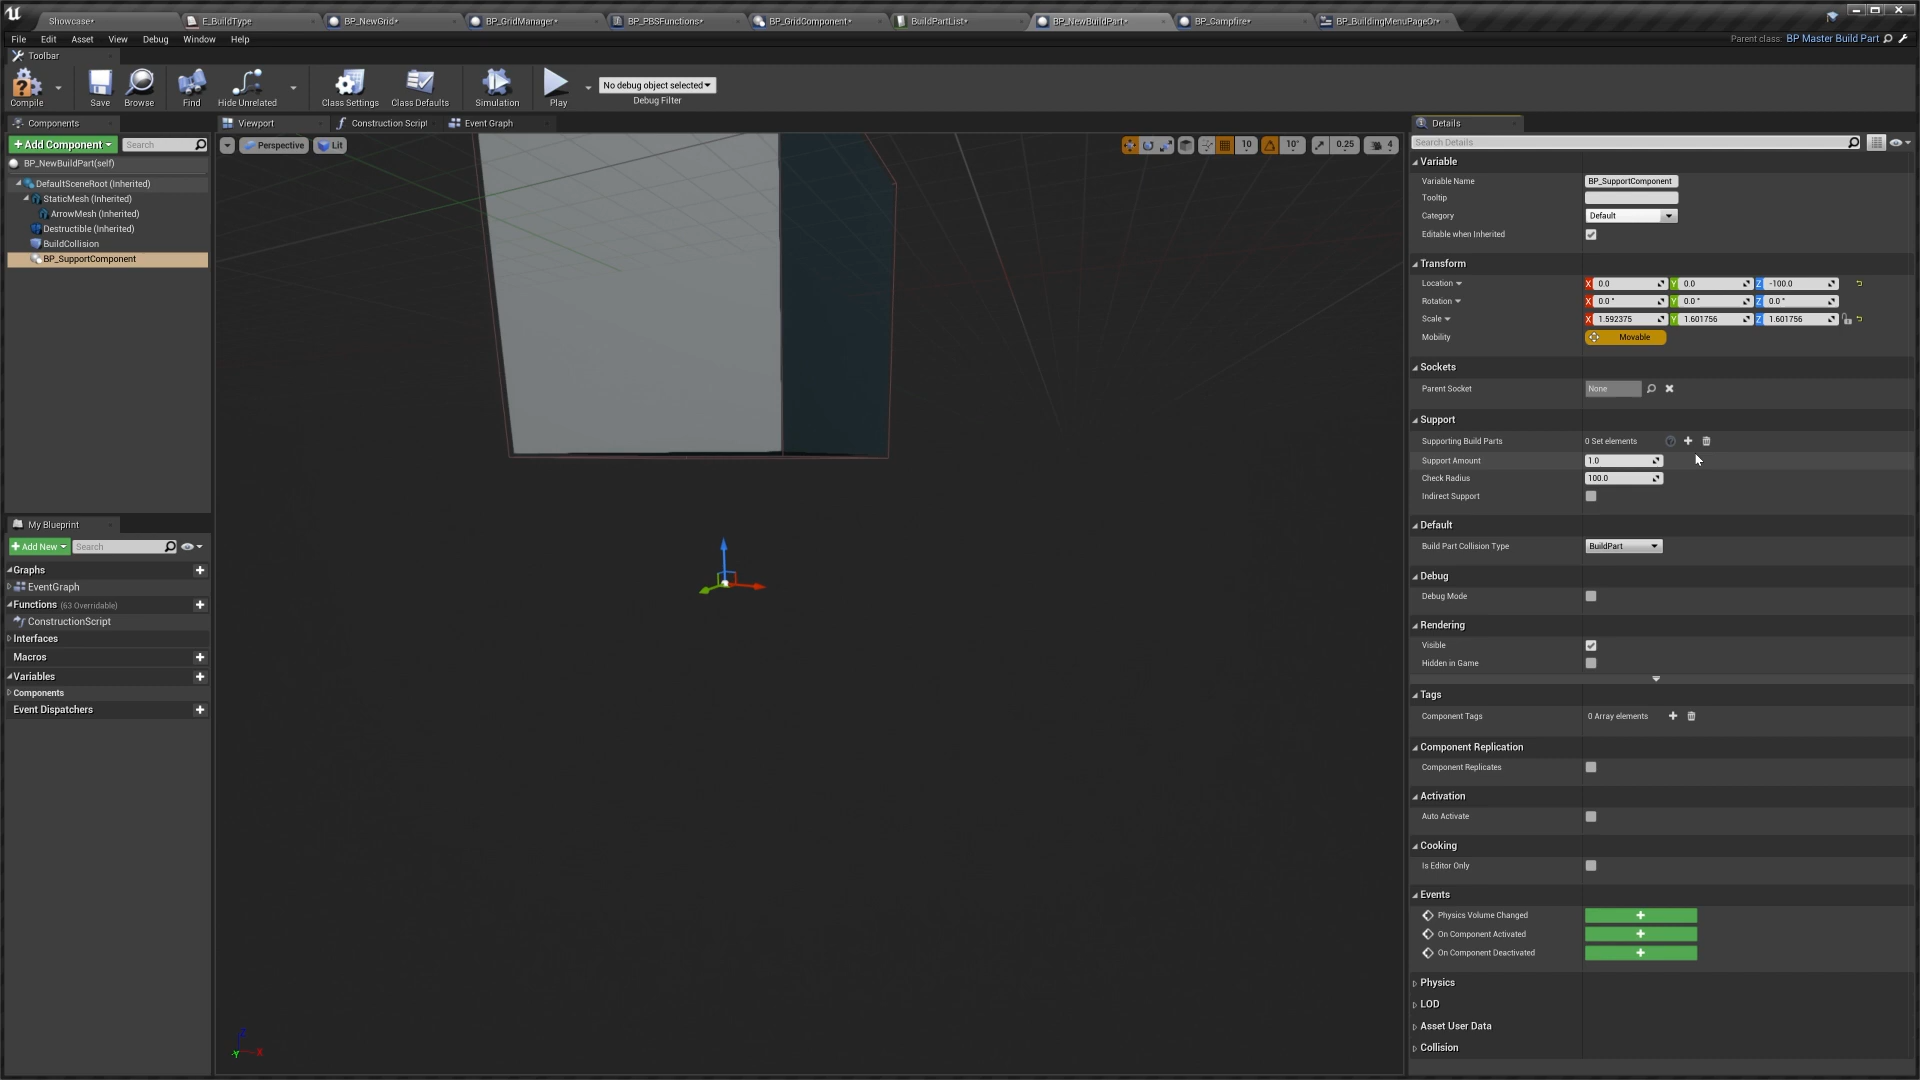 Showcase*
E_BuildType
BP_NewGrid*
BP_GridManager*
BP_PBSFunctions*
BP_GridComponent*
BuildPartList*
BP_NewBuildPart*
BP_Campfire*
BP_BuildingMenuPageOr*
File Edit Asset View Debug Window Help
Parent class: BP Master Build Part
Toolbar
Compile
Save
Browse
Find
Hide Unrelated
Class Settings
Class Defaults
Simulation
Play
No debug object selected
Debug Filter
Components
+ Add Component
Search
BP_NewBuildPart(self)
DefaultSceneRoot (Inherited)
StaticMesh (Inherited)
ArrowMesh (Inherited)
Destructible (Inherited)
BuildCollision
BP_SupportComponent
My Blueprint
+ Add New
Search
Graphs
EventGraph
Functions (63 Overridable)
ConstructionScript
Interfaces
Macros
Variables
Components
Event Dispatchers
Viewport
Construction Script
Event Graph
Perspective
Lit
10
10°
0.25
4
Z
Y
X
Details
Search Details
Variable
Variable Name BP_SupportComponent
Tooltip
Category Default
Editable when Inherited
Transform
Location X 0.0 Y 0.0 Z -100.0
Rotation X 0.0 ° Y 0.0 ° Z 0.0 °
Scale X 1.592375 Y 1.601756 Z 1.601756
Mobility Movable
Sockets
Parent Socket None
Support
Supporting Build Parts 0 Set elements
Support Amount 1.0
Check Radius 100.0
Indirect Support
Default
Build Part Collision Type BuildPart
Debug
Debug Mode
Rendering
Visible
Hidden in Game
Tags
Component Tags 0 Array elements
Component Replication
Component Replicates
Activation
Auto Activate
Cooking
Is Editor Only
Events
Physics Volume Changed
On Component Activated
On Component Deactivated
Physics
LOD
Asset User Data
Collision